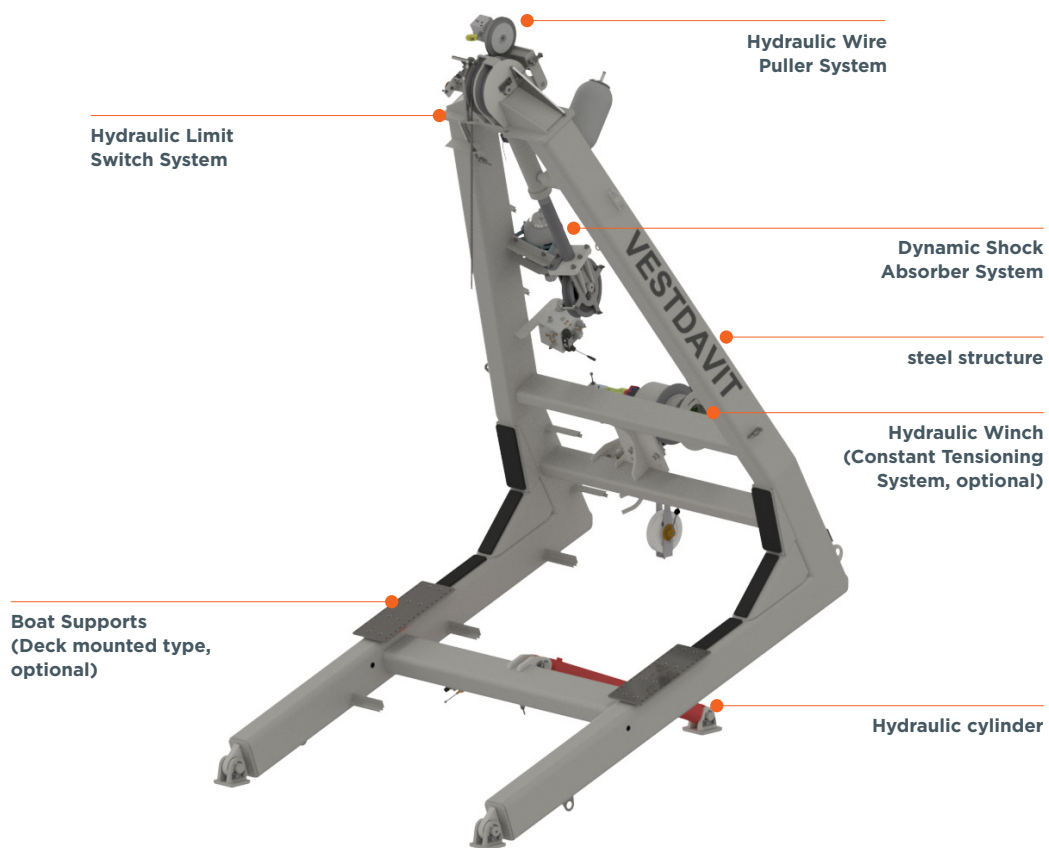 Hydraulic Wire
Puller System
Hydraulic Limit
Switch System
Dynamic Shock
Absorber System
VESTDAVIT
steel structure
Hydraulic Winch
(Constant Tensioning
System, optional)
Boat Supports
(Deck mounted type,
optional)
Hydraulic cylinder